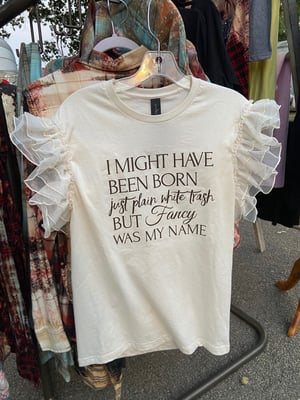 I MIGHT HAVE
BEEN BORN
just plain white trash
BUT Fancy
WAS MY NAME